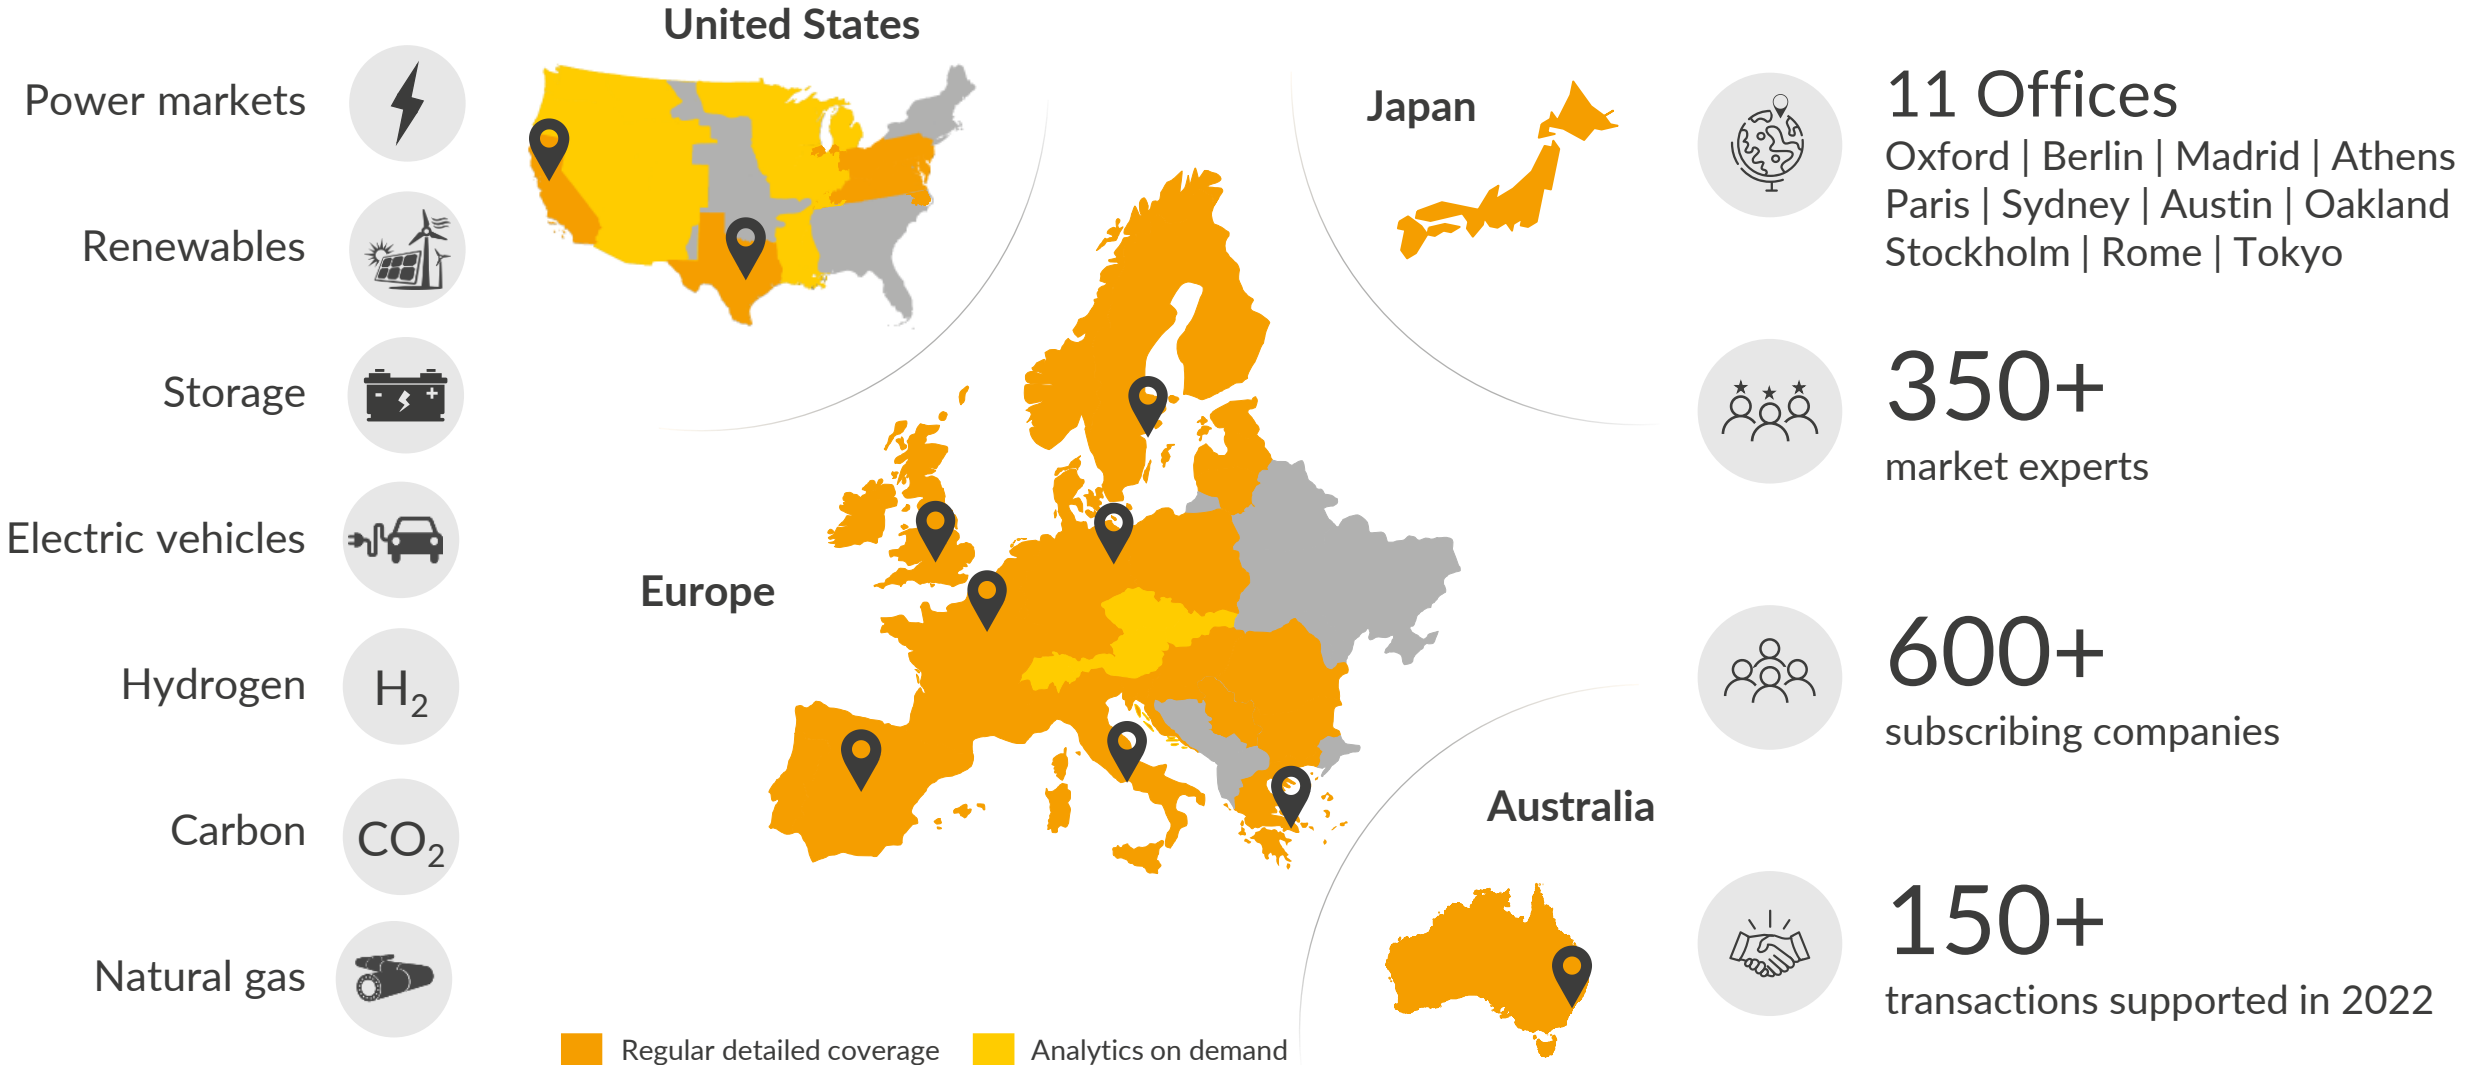 Power markets
Renewables
Storage
Electric vehicles
Hydrogen
H2
Carbon
CO2
Natural gas
United States
Japan
Europe
Australia
Regular detailed coverage
Analytics on demand
11 Offices
Oxford | Berlin | Madrid | Athens
Paris | Sydney | Austin | Oakland
Stockholm | Rome | Tokyo
350+
market experts
600+
subscribing companies
150+
transactions supported in 2022